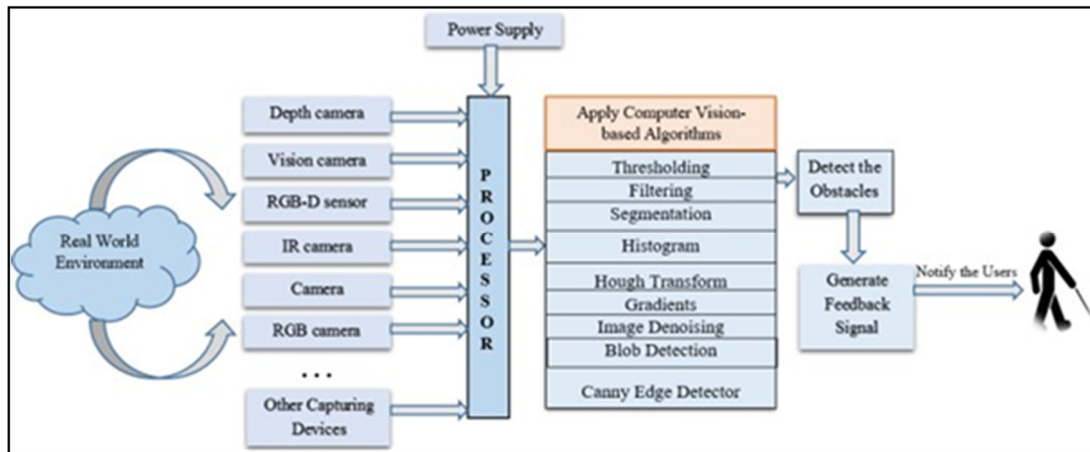 Power Supply
Depth camera
Vision camera
RGB-D sensor
IR camera
Camera
RGB camera
...
Other Capturing
Devices
Real World
Environment
PROCESSOR
Apply Computer Vision-
based Algorithms
Thresholding
Filtering
Segmentation
Histogram
Hough Transform
Gradients
Image Denoising
Blob Detection
Canny Edge Detector
Detect the
Obstacles
Generate
Feedback
Signal
Notify the Users